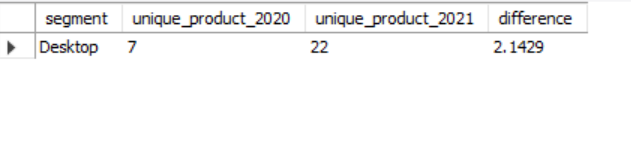 segment unique_product_2020 unique_product_2021 difference
Desktop 7 22 2.1429